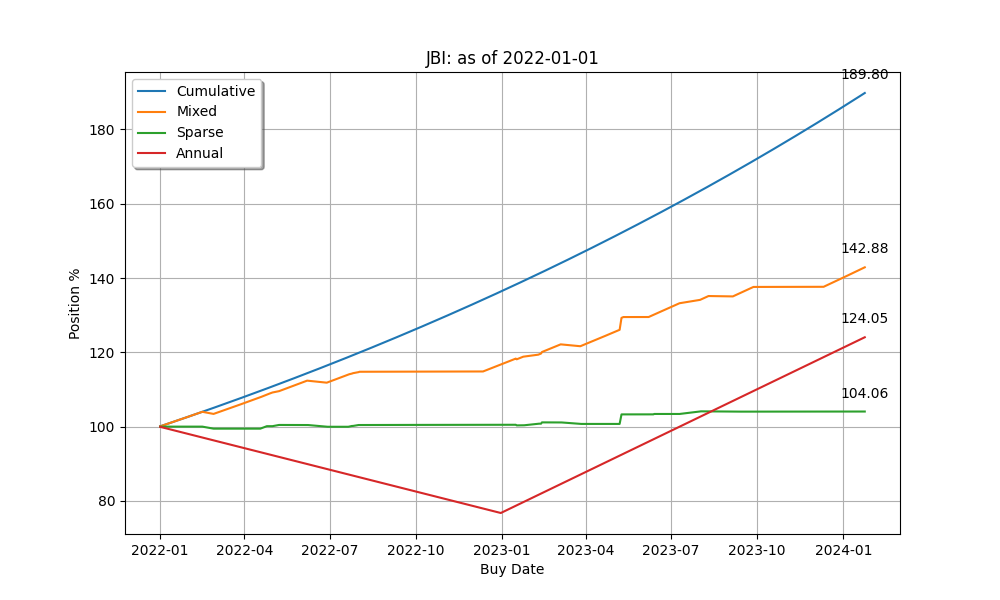 JBI: as of 2022-01-01
Cumulative
Mixed
Sparse
Annual
189.80
142.88
124.05
104.06
180
160
140
120
100
80
Position %
2022-01 2022-04 2022-07 2022-10 2023-01 2023-04 2023-07 2023-10 2024-01
Buy Date